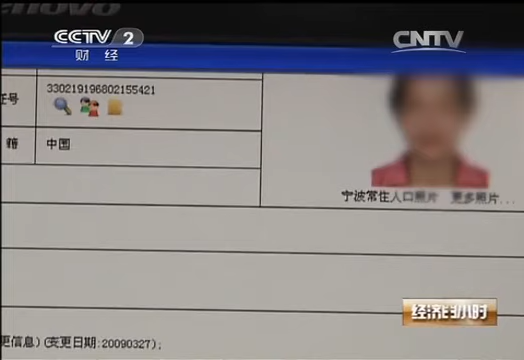 lenovo
CCTV 2
财经
CNTV
证号
330219196802155421
籍
中国
宁波常住人口照片 更多照片...
经济半小时
更信息)(变更日期:20090327);